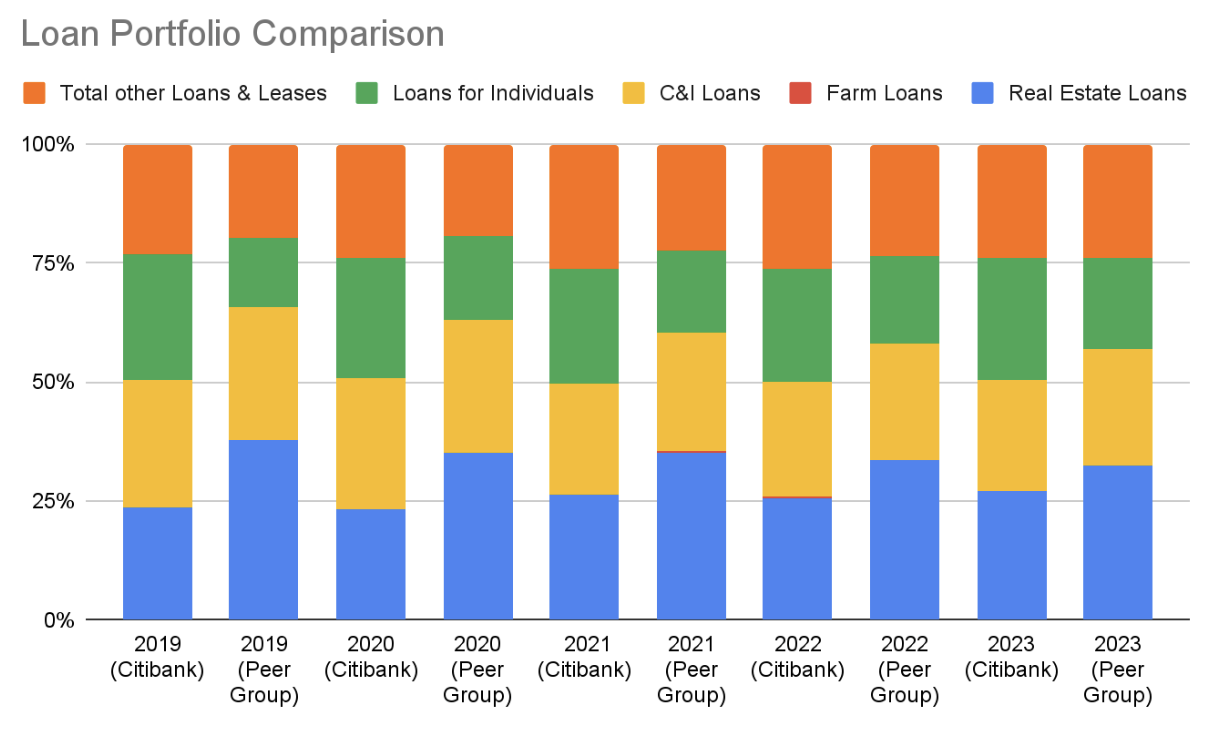 Loan Portfolio Comparison
Total other Loans & Leases
Loans for Individuals
C&I Loans
Farm Loans
Real Estate Loans
100%
75%
50%
25%
0%
2019
(Citibank)
2019
(Peer
Group)
2020
(Citibank)
2020
(Peer
Group)
2021
(Citibank)
2021
(Peer
Group)
2022
(Citibank)
2022
(Peer
Group)
2023
(Citibank)
2023
(Peer
Group)